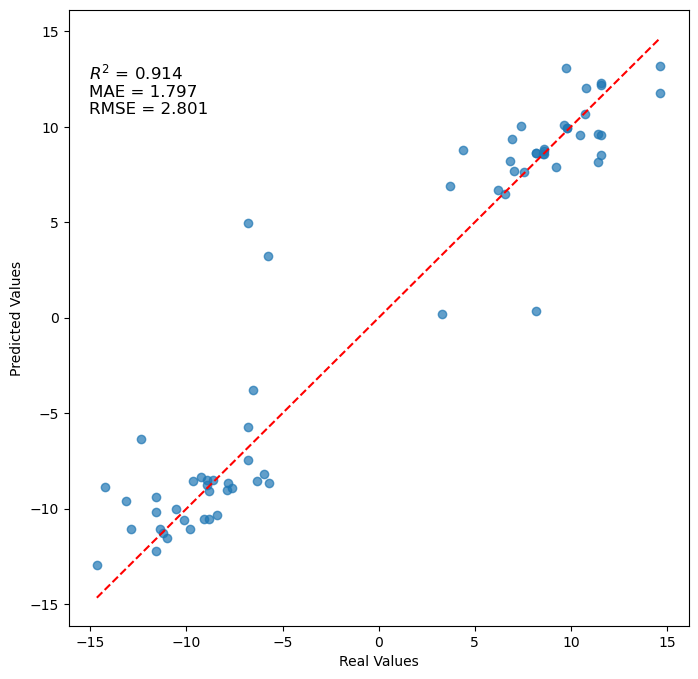 R² = 0.914
MAE = 1.797
RMSE = 2.801
Predicted Values
15
10
5
0
−5
−10
−15
−15
−10
−5
0
5
10
15
Real Values